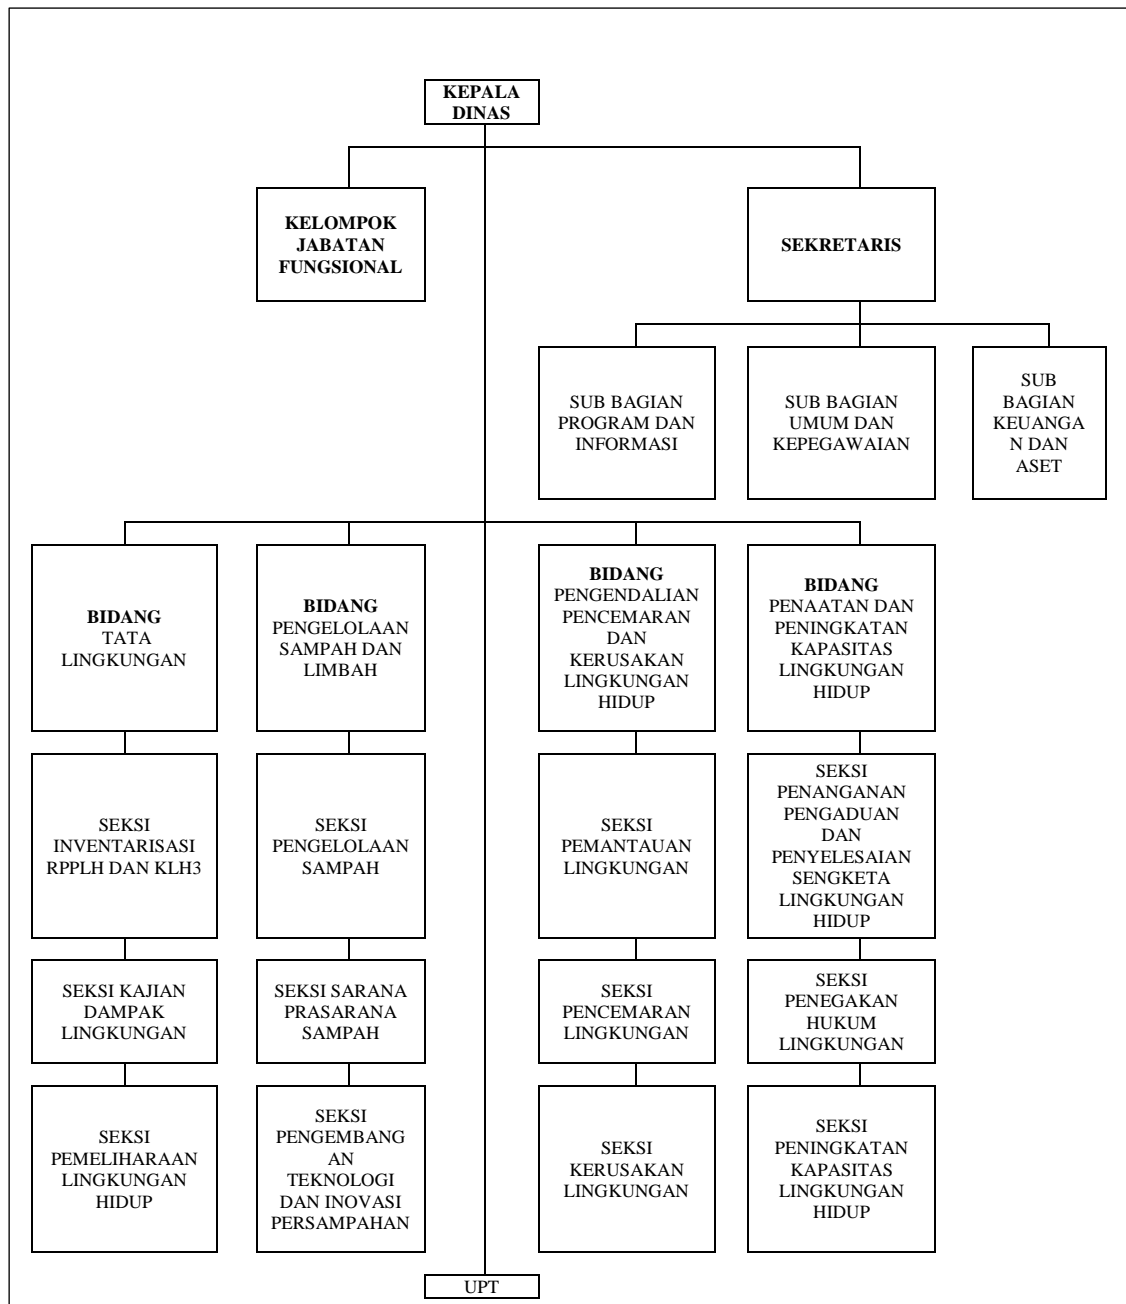 KEPALA
DINAS
KELOMPOK
JABATAN
FUNGSIONAL
SEKRETARIS
SUB BAGIAN
PROGRAM DAN
INFORMASI
SUB BAGIAN
UMUM DAN
KEPEGAWAIAN
SUB
BAGIAN
KEUANGA
N DAN
ASET
BIDANG
TATA
LINGKUNGAN
BIDANG
PENGELOLAAN
SAMPAH DAN
LIMBAH
BIDANG
PENGENDALIAN
PENCEMARAN
DAN
KERUSAKAN
LINGKUNGAN
HIDUP
BIDANG
PENAATAN DAN
PENINGKATAN
KAPASITAS
LINGKUNGAN
HIDUP
SEKSI
INVENTARISASI
RPPLH DAN KLH3
SEKSI
PENGELOLAAN
SAMPAH
SEKSI
PEMANTAUAN
LINGKUNGAN
SEKSI
PENANGANAN
PENGADUAN
DAN
PENYELESAIAN
SENGKETA
LINGKUNGAN
HIDUP
SEKSI KAJIAN
DAMPAK
LINGKUNGAN
SEKSI SARANA
PRASARANA
SAMPAH
SEKSI
PENCEMARAN
LINGKUNGAN
SEKSI
PENEGAKAN
HUKUM
LINGKUNGAN
SEKSI
PEMELIHARAAN
LINGKUNGAN
HIDUP
SEKSI
PENGEMBANG
AN
TEKNOLOGI
DAN INOVASI
PERSAMPAHAN
SEKSI
KERUSAKAN
LINGKUNGAN
SEKSI
PENINGKATAN
KAPASITAS
LINGKUNGAN
HIDUP
UPT